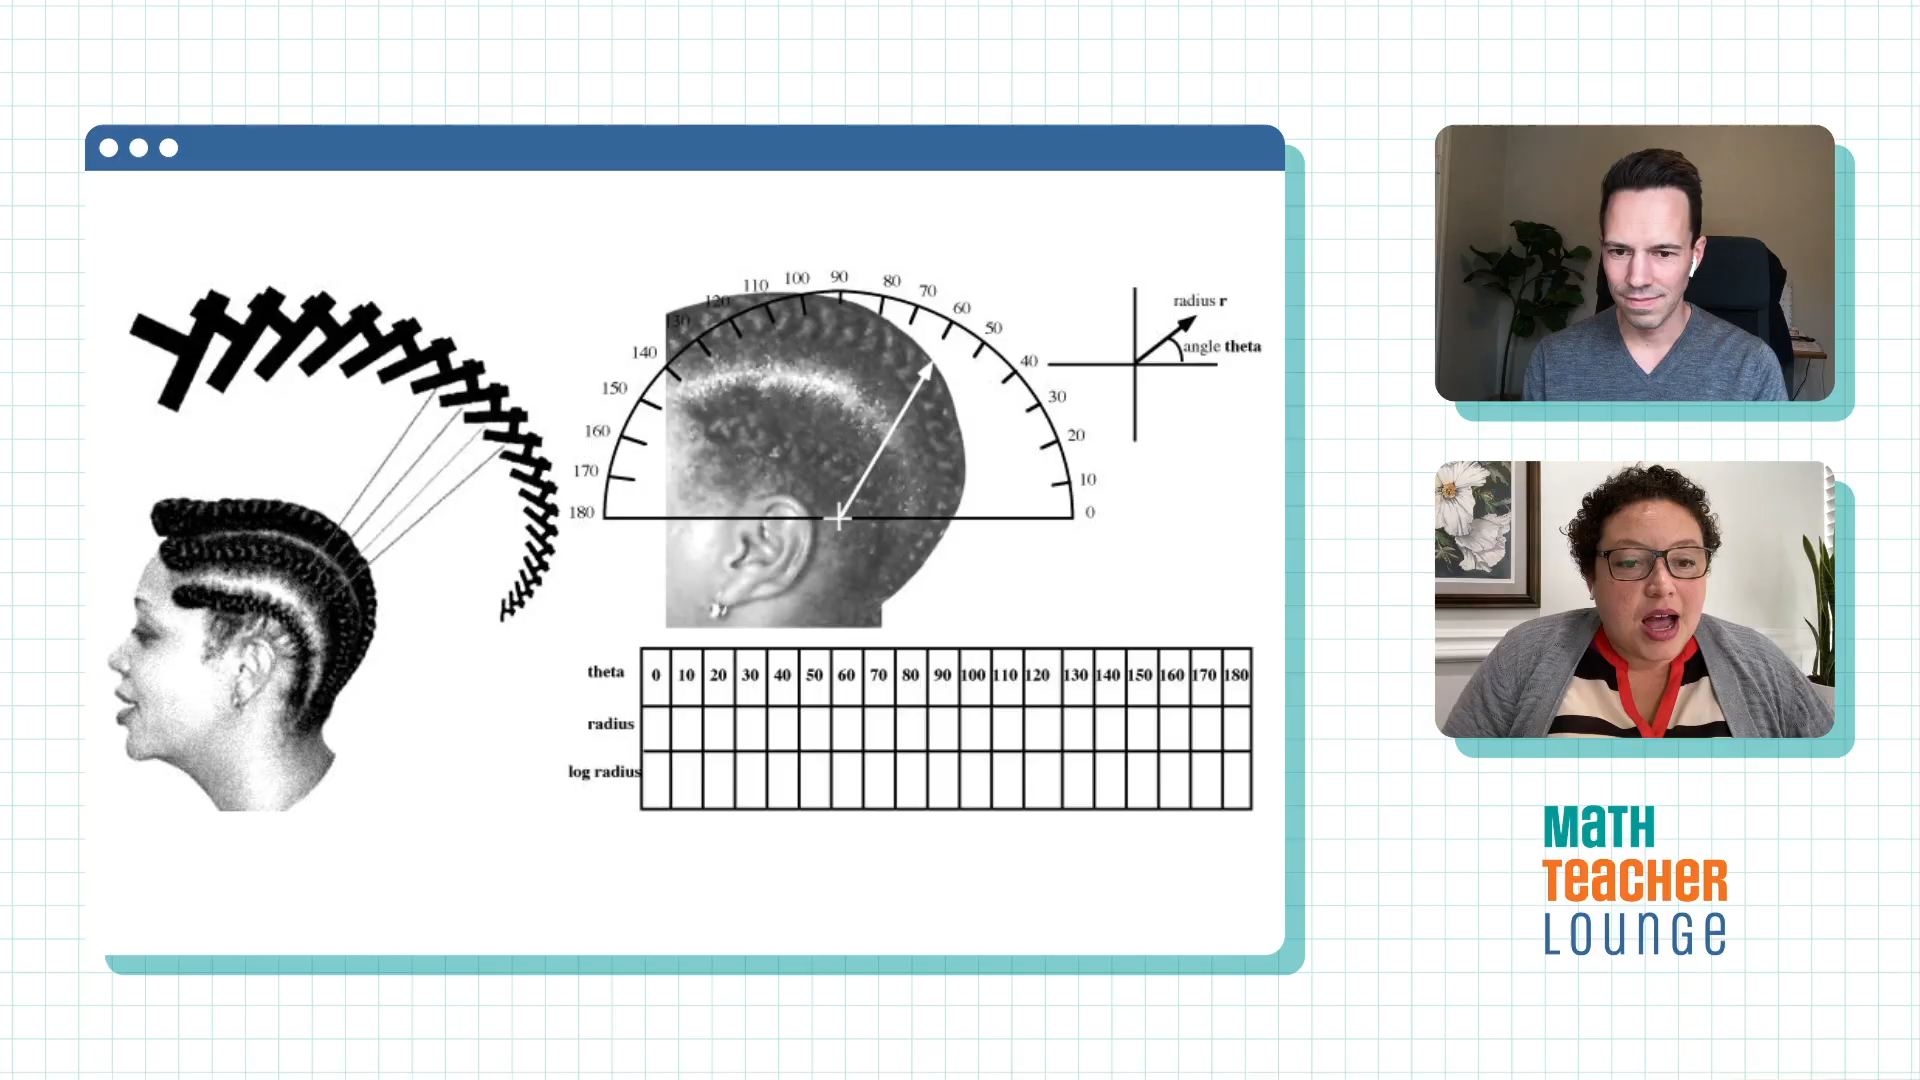 110 100 90 80
120 70
130 60
50
140 40
150 30
160 20
170 10
180 0
radius r
angle theta
theta 0 10 20 30 40 50 60 70 80 90 100 110 120 130 140 150 160 170 180
radius
log radius
MaTH
TeacHer
LOUNGe